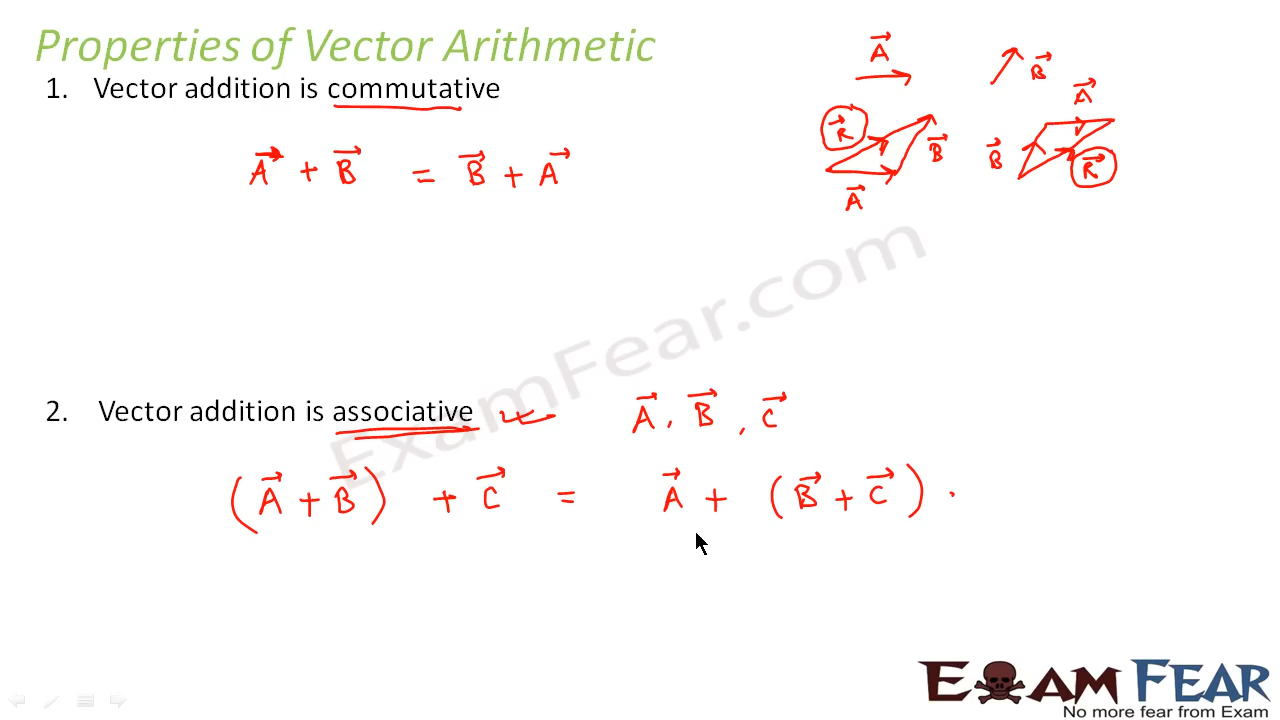 Properties of Vector Arithmetic
1. Vector addition is commutative
A⃗ + B⃗ = B⃗ + A⃗
A⃗
B⃗
R⃗
B⃗
A⃗
A⃗
B⃗
R⃗
ExamFear.com
2. Vector addition is associative
A⃗, B⃗, C⃗
(A⃗ + B⃗) + C⃗ = A⃗ + (B⃗ + C⃗).
EXAM FEAR
No more fear from Exam